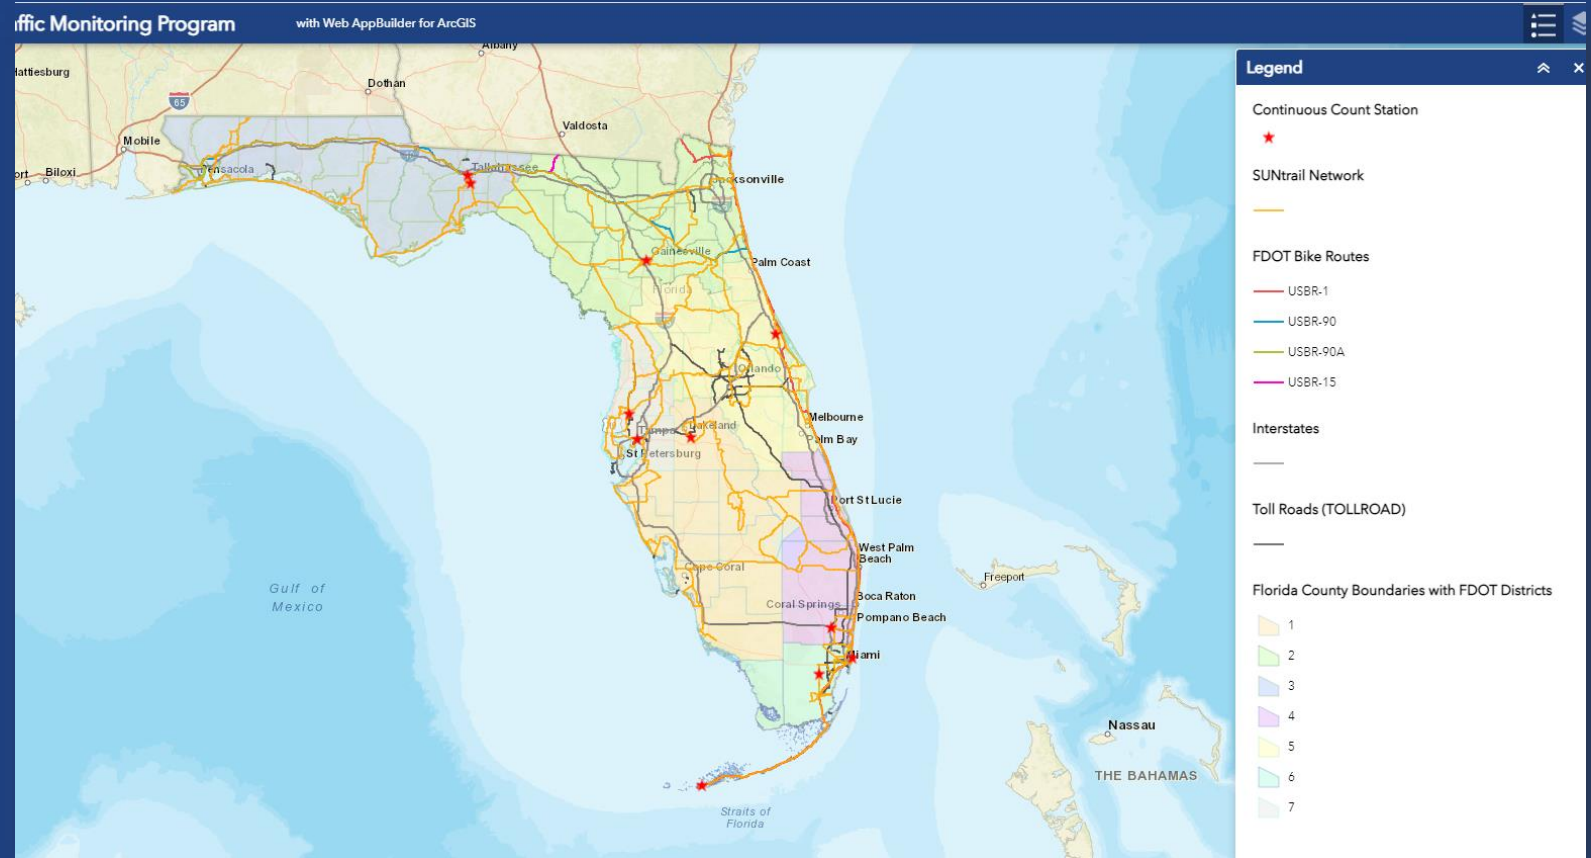 ffic Monitoring Program
with Web AppBuilder for ArcGIS
Albany
Hattiesburg
Dothan
65
Valdosta
Mobile
Biloxi
Pensacola
Tallahassee
Jacksonville
Gainesville
Palm Coast
Florida
Orlando
Melbourne
Lakeland
Tampa
Palm Bay
St Petersburg
Port St Lucie
West Palm
Beach
Cape Coral
Freeport
Gulf of
Mexico
Boca Raton
Coral Springs
Pompano Beach
Miami
Nassau
THE BAHAMAS
Straits of
Florida
Legend
Continuous Count Station
SUNtrail Network
FDOT Bike Routes
USBR-1
USBR-90
USBR-90A
USBR-15
Interstates
Toll Roads (TOLLROAD)
Florida County Boundaries with FDOT Districts
1
2
3
4
5
6
7